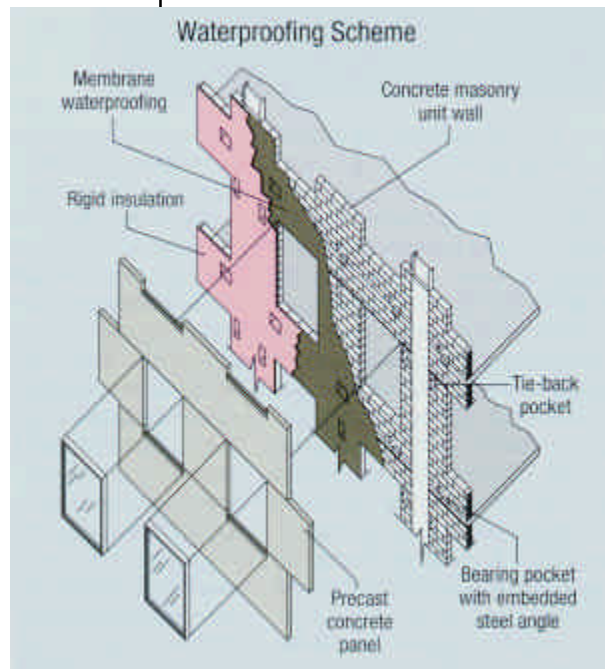 Waterproofing Scheme
Membrane
waterproofing
Concrete masonry
unit wall
Rigid insulation
Tie-back
pocket
Bearing pocket
with embedded
steel angle
Precast
concrete
panel